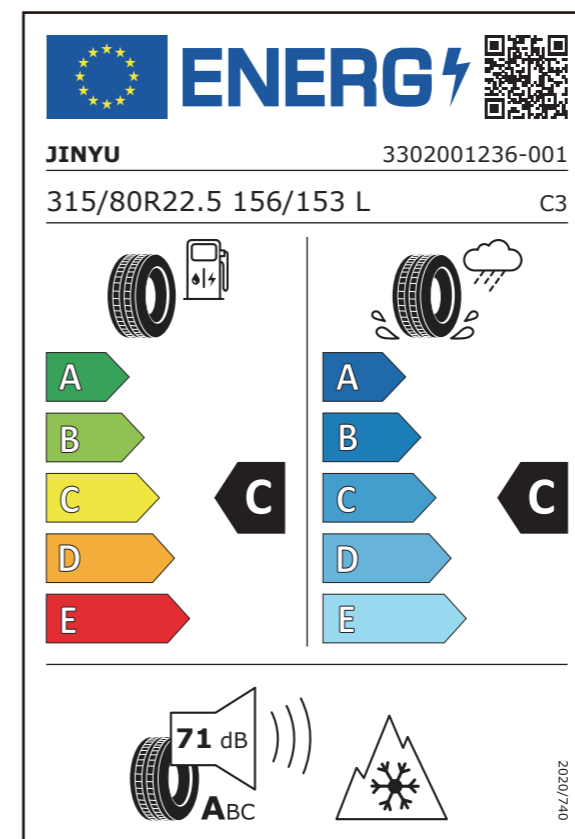 ENERG
JINYU 3302001236-001
315/80R22.5 156/153 L C3
A A
B B
C C C C
D D
E E
71 dB
ABC
2020/740